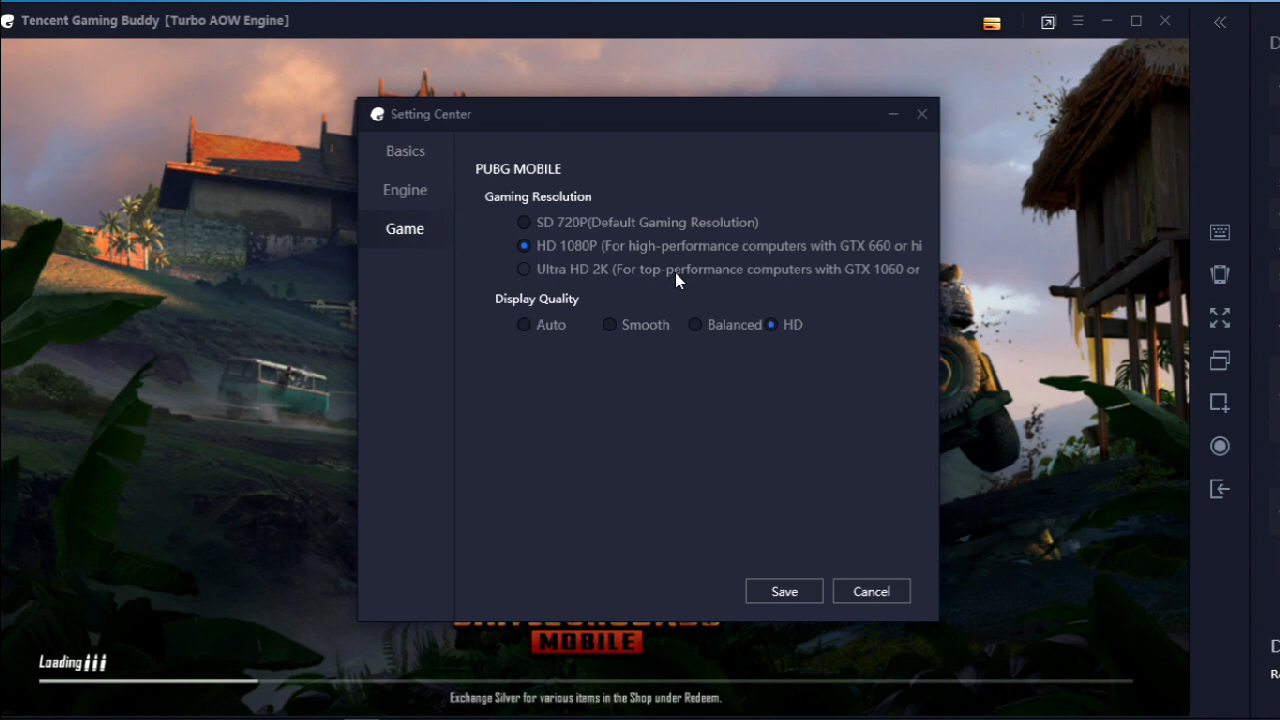 Tencent Gaming Buddy [Turbo AOW Engine]
Setting Center
Basics
Engine
Game
PUBG MOBILE
Gaming Resolution
SD 720P(Default Gaming Resolution)
HD 1080P (For high-performance computers with GTX 660 or hi
Ultra HD 2K (For top-performance computers with GTX 1060 or
Display Quality
Auto Smooth Balanced HD
Save Cancel
MOBILE
Loading
Exchange Silver for various items in the Shop under Redeem.